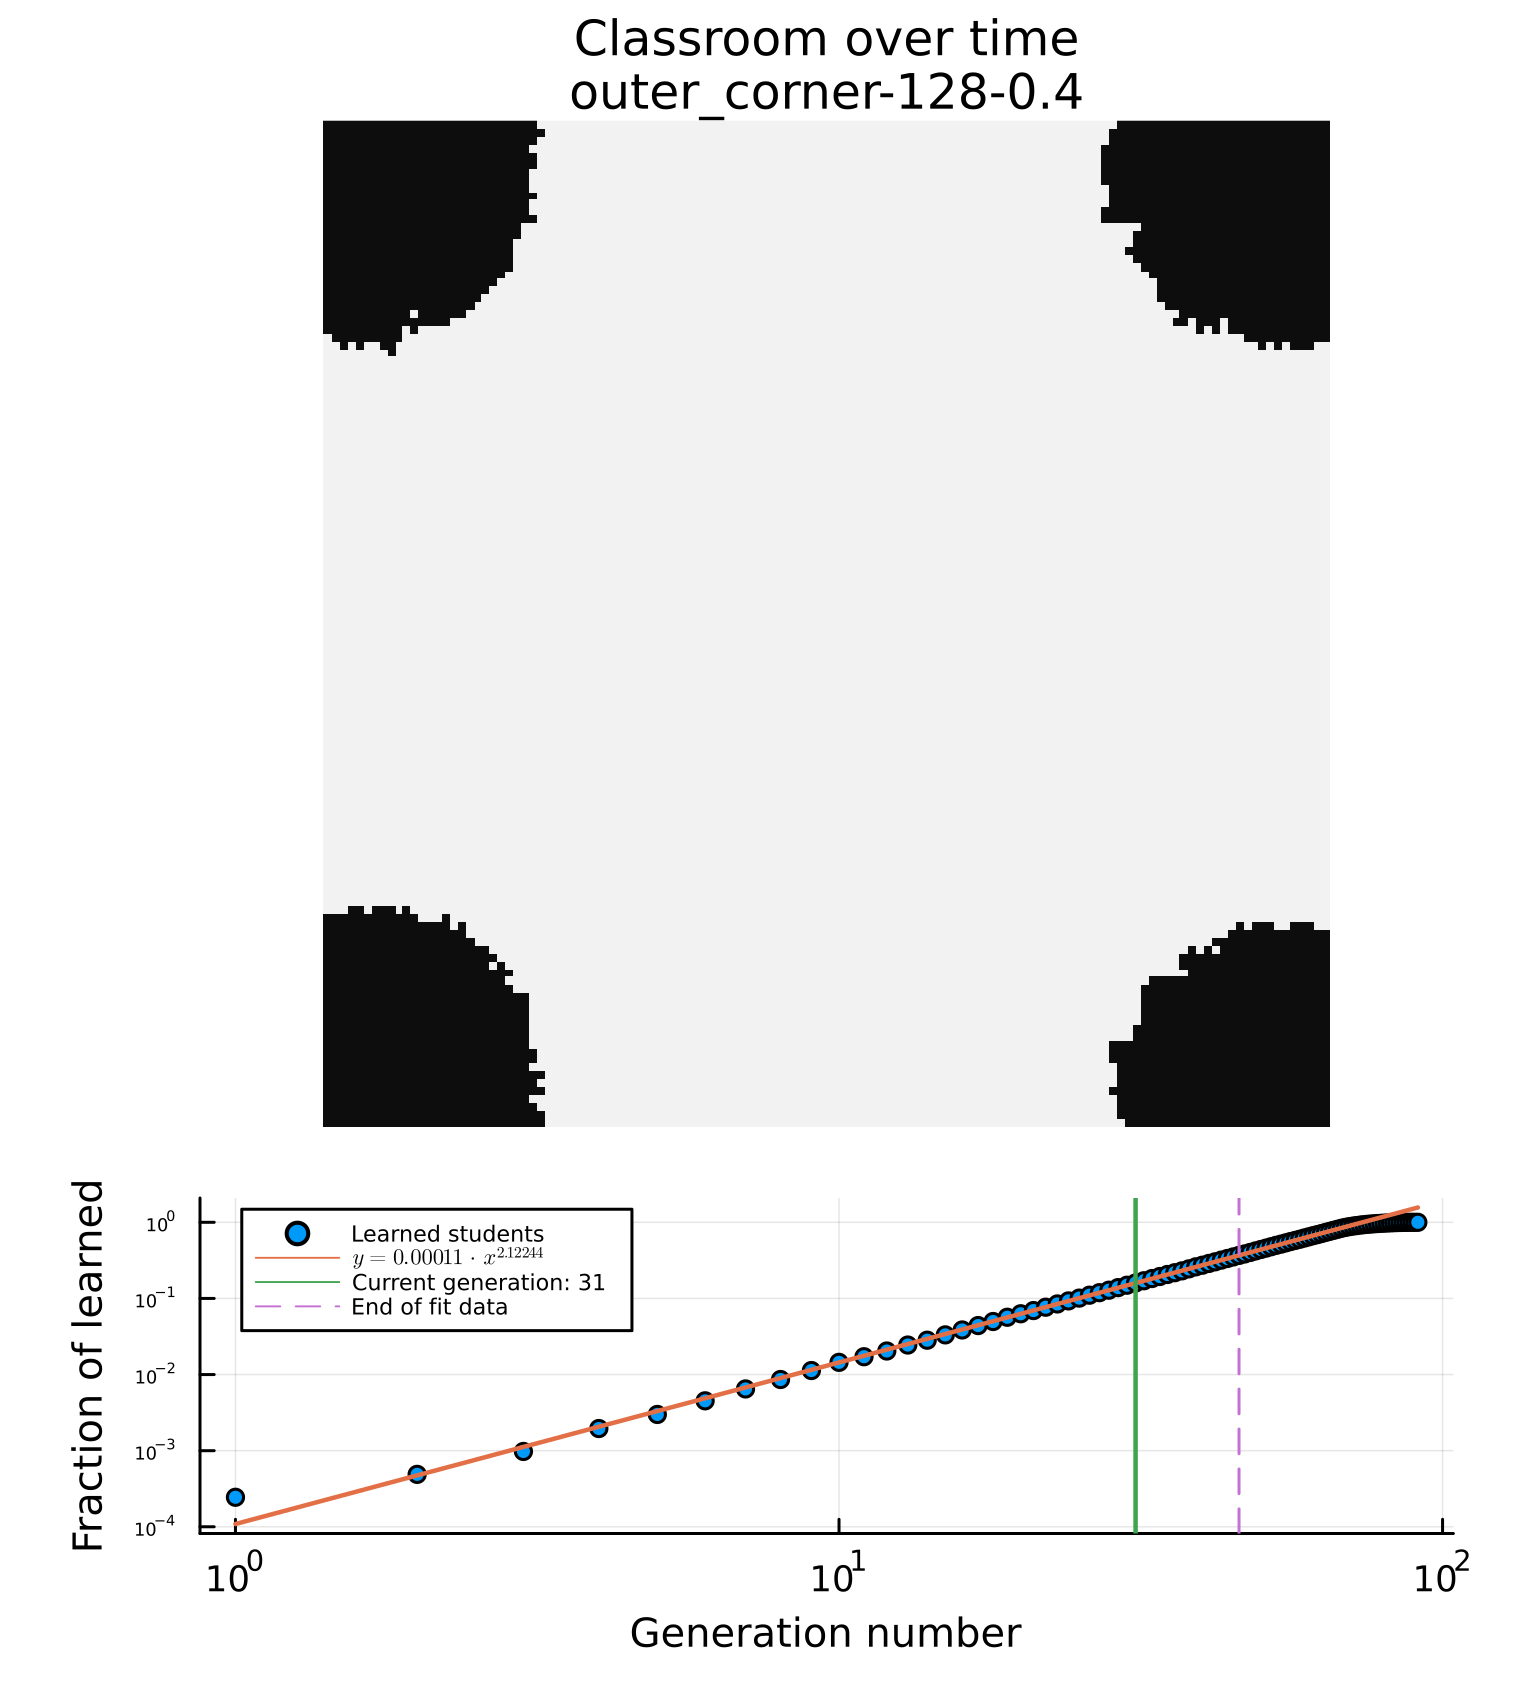 Classroom over time
outer_corner-128-0.4
Fraction of learned
10⁰
10⁻¹
10⁻²
10⁻³
10⁻⁴
Learned students
y = 0.00011 · x^2.12244
Current generation: 31
End of fit data
10⁰ 10¹ 10²
Generation number